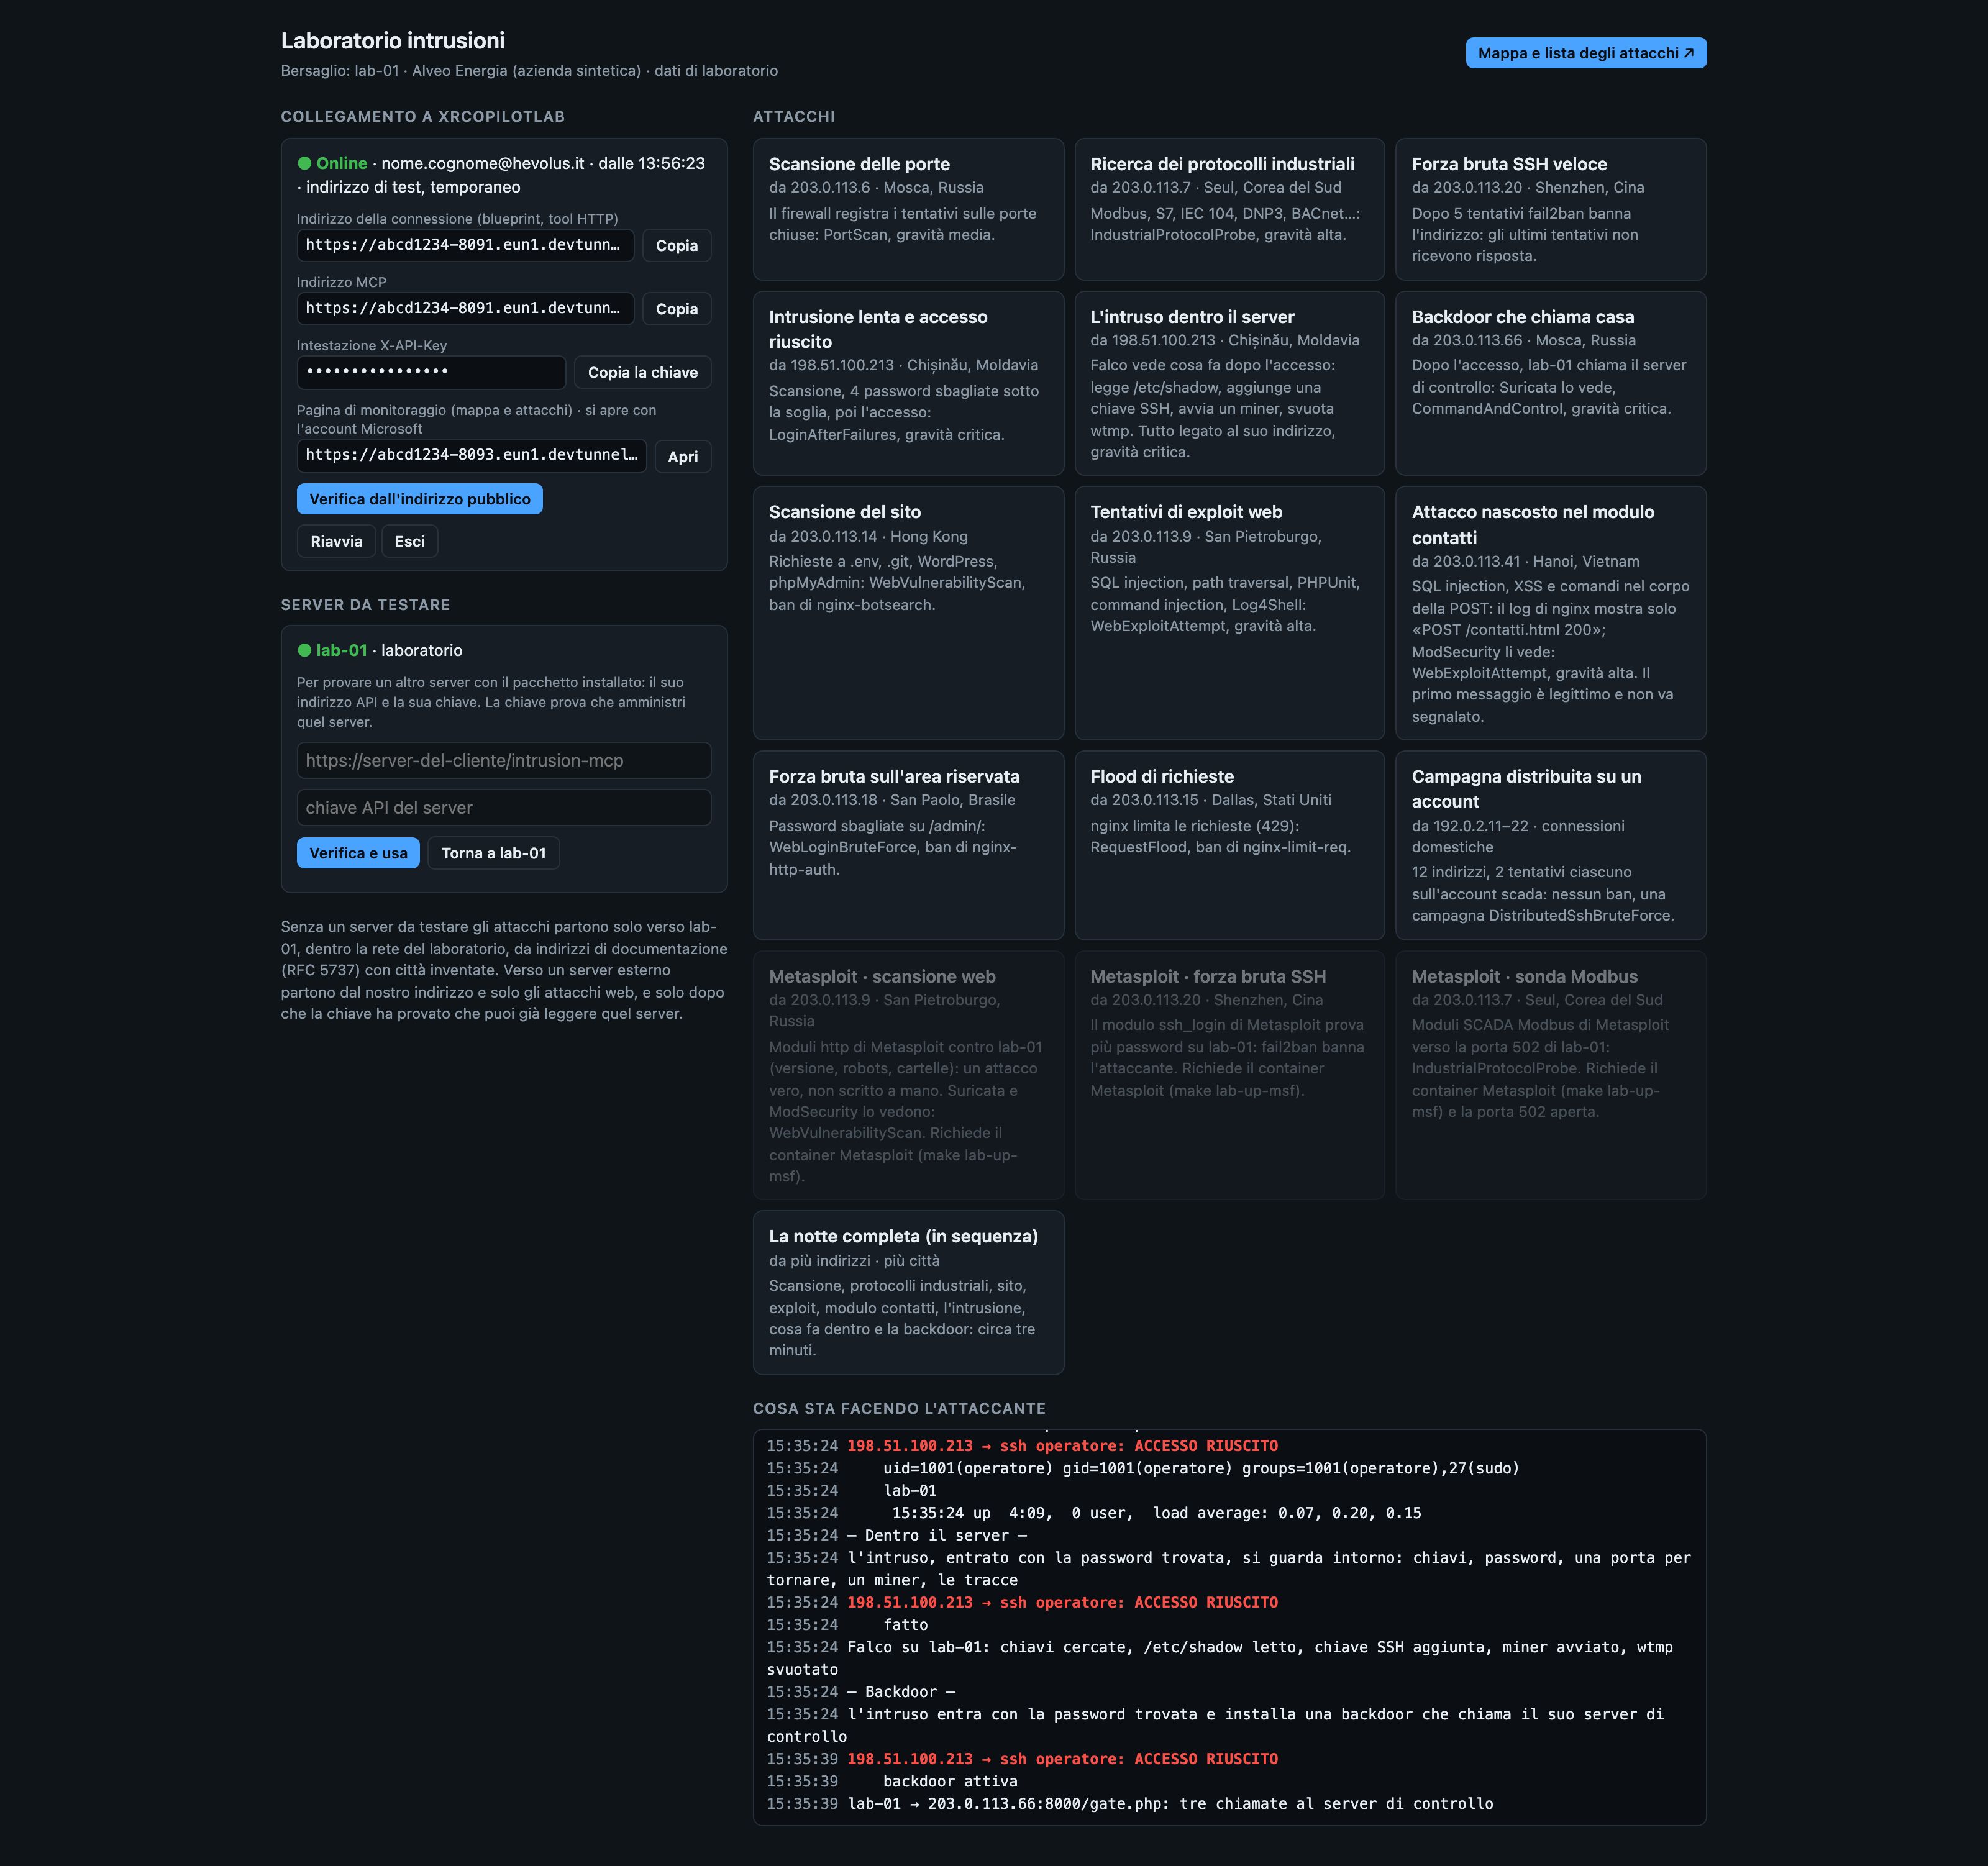 Laboratorio intrusioni
Bersaglio: lab-01 · Alveo Energia (azienda sintetica) · dati di laboratorio
Mappa e lista degli attacchi ↗
COLLEGAMENTO A XRCOPILOTLAB
Online · nome.cognome@hevolus.it · dalle 13:56:23
· indirizzo di test, temporaneo
Indirizzo della connessione (blueprint, tool HTTP)
https://abcd1234-8091.eun1.devtunn…
Copia
Indirizzo MCP
https://abcd1234-8091.eun1.devtunn…
Copia
Intestazione X-API-Key
••••••••••••••••
Copia la chiave
Pagina di monitoraggio (mappa e attacchi) · si apre con
l'account Microsoft
https://abcd1234-8093.eun1.devtunnel…
Apri
Verifica dall'indirizzo pubblico
Riavvia
Esci
SERVER DA TESTARE
lab-01 · laboratorio
Per provare un altro server con il pacchetto installato: il suo
indirizzo API e la sua chiave. La chiave prova che amministri
quel server.
https://server-del-cliente/intrusion-mcp
chiave API del server
Verifica e usa
Torna a lab-01
Senza un server da testare gli attacchi partono solo verso lab-
01, dentro la rete del laboratorio, da indirizzi di documentazione
(RFC 5737) con città inventate. Verso un server esterno
partono dal nostro indirizzo e solo gli attacchi web, e solo dopo
che la chiave ha provato che puoi già leggere quel server.
ATTACCHI
Scansione delle porte
da 203.0.113.6 · Mosca, Russia
Il firewall registra i tentativi sulle porte
chiuse: PortScan, gravità media.
Ricerca dei protocolli industriali
da 203.0.113.7 · Seul, Corea del Sud
Modbus, S7, IEC 104, DNP3, BACnet…:
IndustrialProtocolProbe, gravità alta.
Forza bruta SSH veloce
da 203.0.113.20 · Shenzhen, Cina
Dopo 5 tentativi fail2ban banna
l'indirizzo: gli ultimi tentativi non
ricevono risposta.
Intrusione lenta e accesso
riuscito
da 198.51.100.213 · Chișinău, Moldavia
Scansione, 4 password sbagliate sotto
la soglia, poi l'accesso:
LoginAfterFailures, gravità critica.
L'intruso dentro il server
da 198.51.100.213 · Chișinău, Moldavia
Falco vede cosa fa dopo l'accesso:
legge /etc/shadow, aggiunge una
chiave SSH, avvia un miner, svuota
wtmp. Tutto legato al suo indirizzo,
gravità critica.
Backdoor che chiama casa
da 203.0.113.66 · Mosca, Russia
Dopo l'accesso, lab-01 chiama il server
di controllo: Suricata lo vede,
CommandAndControl, gravità critica.
Scansione del sito
da 203.0.113.14 · Hong Kong
Richieste a .env, .git, WordPress,
phpMyAdmin: WebVulnerabilityScan,
ban di nginx-botsearch.
Tentativi di exploit web
da 203.0.113.9 · San Pietroburgo,
Russia
SQL injection, path traversal, PHPUnit,
command injection, Log4Shell:
WebExploitAttempt, gravità alta.
Attacco nascosto nel modulo
contatti
da 203.0.113.41 · Hanoi, Vietnam
SQL injection, XSS e comandi nel corpo
della POST: il log di nginx mostra solo
«POST /contatti.html 200»;
ModSecurity li vede:
WebExploitAttempt, gravità alta. Il
primo messaggio è legittimo e non va
segnalato.
Forza bruta sull'area riservata
da 203.0.113.18 · San Paolo, Brasile
Password sbagliate su /admin/:
WebLoginBruteForce, ban di nginx-
http-auth.
Flood di richieste
da 203.0.113.15 · Dallas, Stati Uniti
nginx limita le richieste (429):
RequestFlood, ban di nginx-limit-req.
Campagna distribuita su un
account
da 192.0.2.11–22 · connessioni
domestiche
12 indirizzi, 2 tentativi ciascuno
sull'account scada: nessun ban, una
campagna DistributedSshBruteForce.
Metasploit · scansione web
da 203.0.113.9 · San Pietroburgo,
Russia
Moduli http di Metasploit contro lab-01
(versione, robots, cartelle): un attacco
vero, non scritto a mano. Suricata e
ModSecurity lo vedono:
WebVulnerabilityScan. Richiede il
container Metasploit (make lab-up-
msf).
Metasploit · forza bruta SSH
da 203.0.113.20 · Shenzhen, Cina
Il modulo ssh_login di Metasploit prova
più password su lab-01: fail2ban banna
l'attaccante. Richiede il container
Metasploit (make lab-up-msf).
Metasploit · sonda Modbus
da 203.0.113.7 · Seul, Corea del Sud
Moduli SCADA Modbus di Metasploit
verso la porta 502 di lab-01:
IndustrialProtocolProbe. Richiede il
container Metasploit (make lab-up-
msf) e la porta 502 aperta.
La notte completa (in sequenza)
da più indirizzi · più città
Scansione, protocolli industriali, sito,
exploit, modulo contatti, l'intrusione,
cosa fa dentro e la backdoor: circa tre
minuti.
COSA STA FACENDO L'ATTACCANTE
15:35:24 198.51.100.213 → ssh operatore: ACCESSO RIUSCITO
15:35:24 uid=1001(operatore) gid=1001(operatore) groups=1001(operatore),27(sudo)
15:35:24 lab-01
15:35:24 15:35:24 up 4:09, 0 user, load average: 0.07, 0.20, 0.15
15:35:24 — Dentro il server —
15:35:24 l'intruso, entrato con la password trovata, si guarda intorno: chiavi, password, una porta per
tornare, un miner, le tracce
15:35:24 198.51.100.213 → ssh operatore: ACCESSO RIUSCITO
15:35:24 fatto
15:35:24 Falco su lab-01: chiavi cercate, /etc/shadow letto, chiave SSH aggiunta, miner avviato, wtmp
svuotato
15:35:24 — Backdoor —
15:35:24 l'intruso entra con la password trovata e installa una backdoor che chiama il suo server di
controllo
15:35:39 198.51.100.213 → ssh operatore: ACCESSO RIUSCITO
15:35:39 backdoor attiva
15:35:39 lab-01 → 203.0.113.66:8000/gate.php: tre chiamate al server di controllo